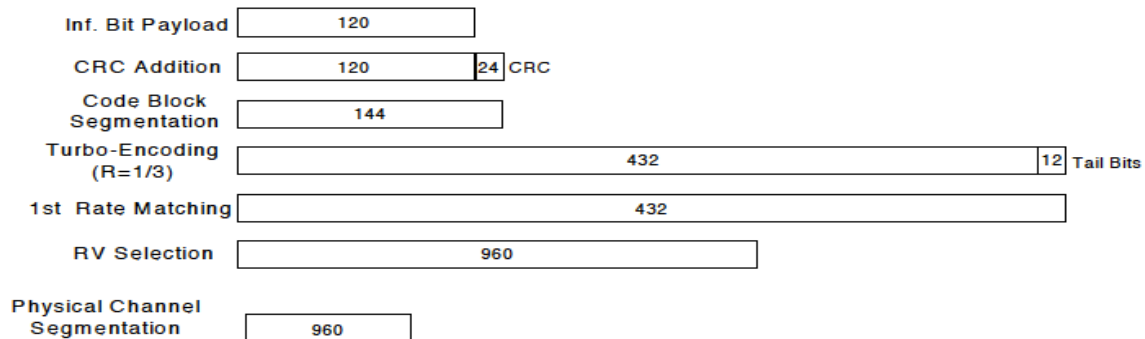 Inf. Bit Payload 120
CRC Addition 120 24 CRC
Code Block
Segmentation 144
Turbo-Encoding
(R=1/3) 432 12 Tail Bits
1st Rate Matching 432
RV Selection 960
Physical Channel
Segmentation 960